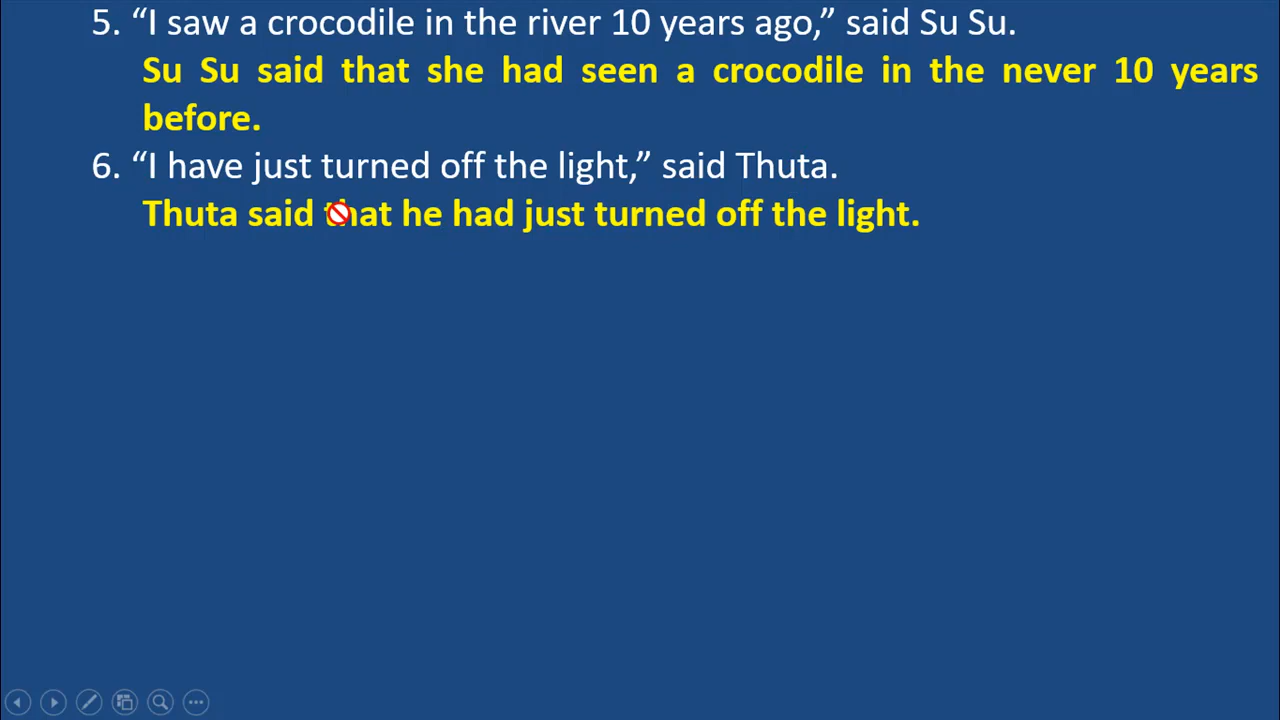 5. “I saw a crocodile in the river 10 years ago,” said Su Su.
Su Su said that she had seen a crocodile in the never 10 years
before.
6. “I have just turned off the light,” said Thuta.
Thuta said that he had just turned off the light.